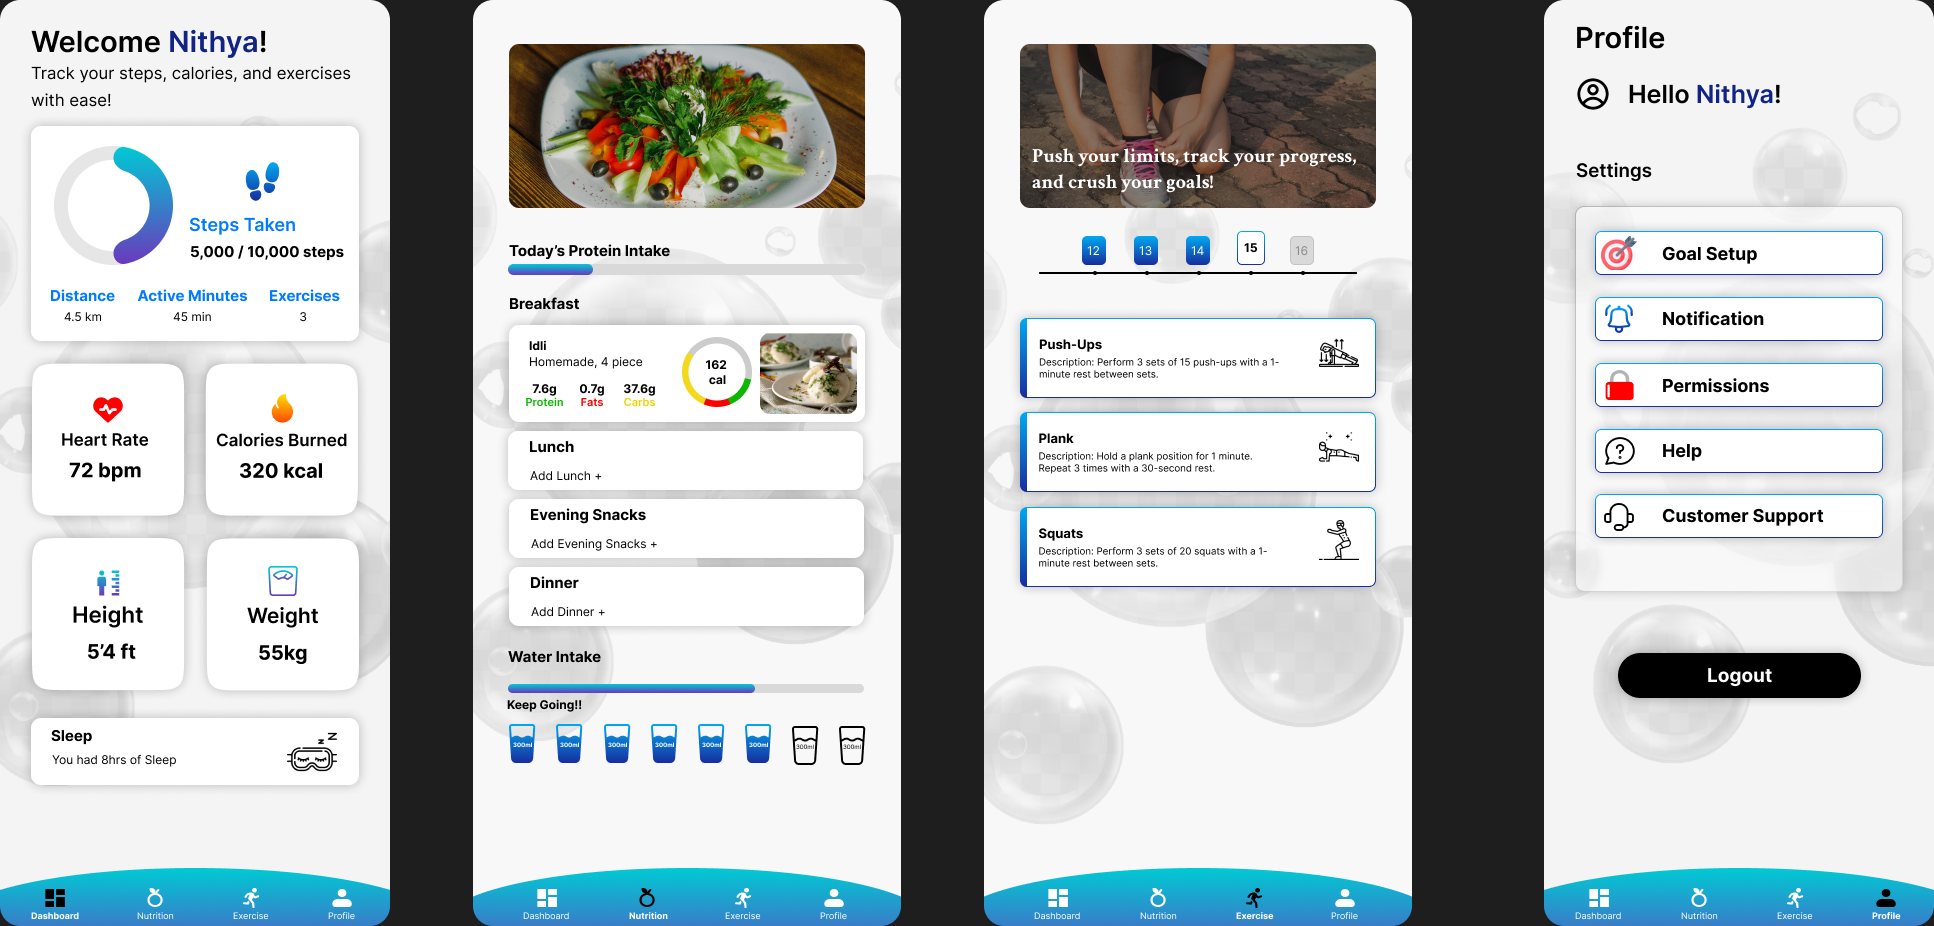 Welcome Nithya!
Track your steps, calories, and exercises
with ease!
Steps Taken
5,000 / 10,000 steps
Distance
Active Minutes
Exercises
4.5 km
45 min
3
Heart Rate
72 bpm
Calories Burned
320 kcal
Height
5'4 ft
Weight
55kg
Sleep
You had 8hrs of Sleep
z Z
Dashboard
Nutrition
Exercise
Profile
Today's Protein Intake
Breakfast
Idli
Homemade, 4 piece
7.6g
0.7g
37.6g
Protein
Fats
Carbs
162
cal
Lunch
Add Lunch +
Evening Snacks
Add Evening Snacks +
Dinner
Add Dinner +
Water Intake
Keep Going!!
300ml
300ml
300ml
300ml
300ml
300ml
300ml
300ml
Dashboard
Nutrition
Exercise
Profile
Push your limits, track your progress,
and crush your goals!
12
13
14
15
16
Push-Ups
Description: Perform 3 sets of 15 push-ups with a 1-
minute rest between sets.
Plank
Description: Hold a plank position for 1 minute.
Repeat 3 times with a 30-second rest.
Squats
Description: Perform 3 sets of 20 squats with a 1-
minute rest between sets.
Dashboard
Nutrition
Exercise
Profile
Profile
Hello Nithya!
Settings
Goal Setup
Notification
Permissions
Help
Customer Support
Logout
Dashboard
Nutrition
Exercise
Profile